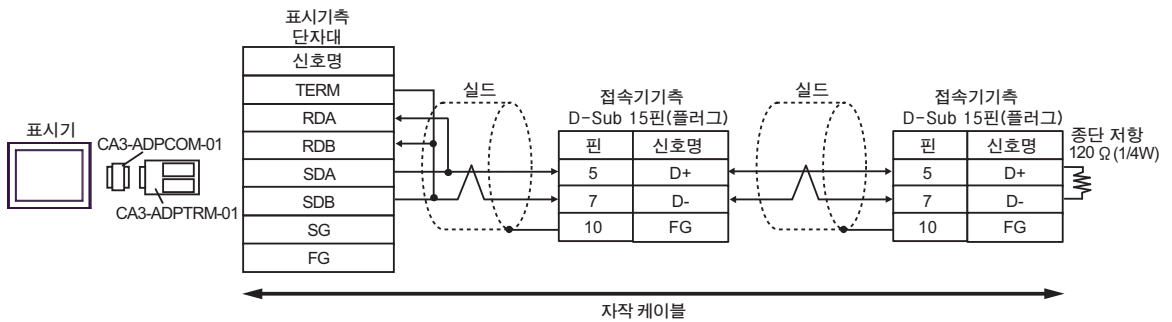 표시기
CA3-ADPCOM-01
CA3-ADPTRM-01
표시기측
단자대
신호명
TERM
RDA
RDB
SDA
SDB
SG
FG
실드
접속기기측
D-Sub 15핀(플러그)
핀 신호명
5 D+
7 D-
10 FG
실드
접속기기측
D-Sub 15핀(플러그)
핀 신호명
5 D+
7 D-
10 FG
종단 저항
120 Ω (1/4W)
자작 케이블